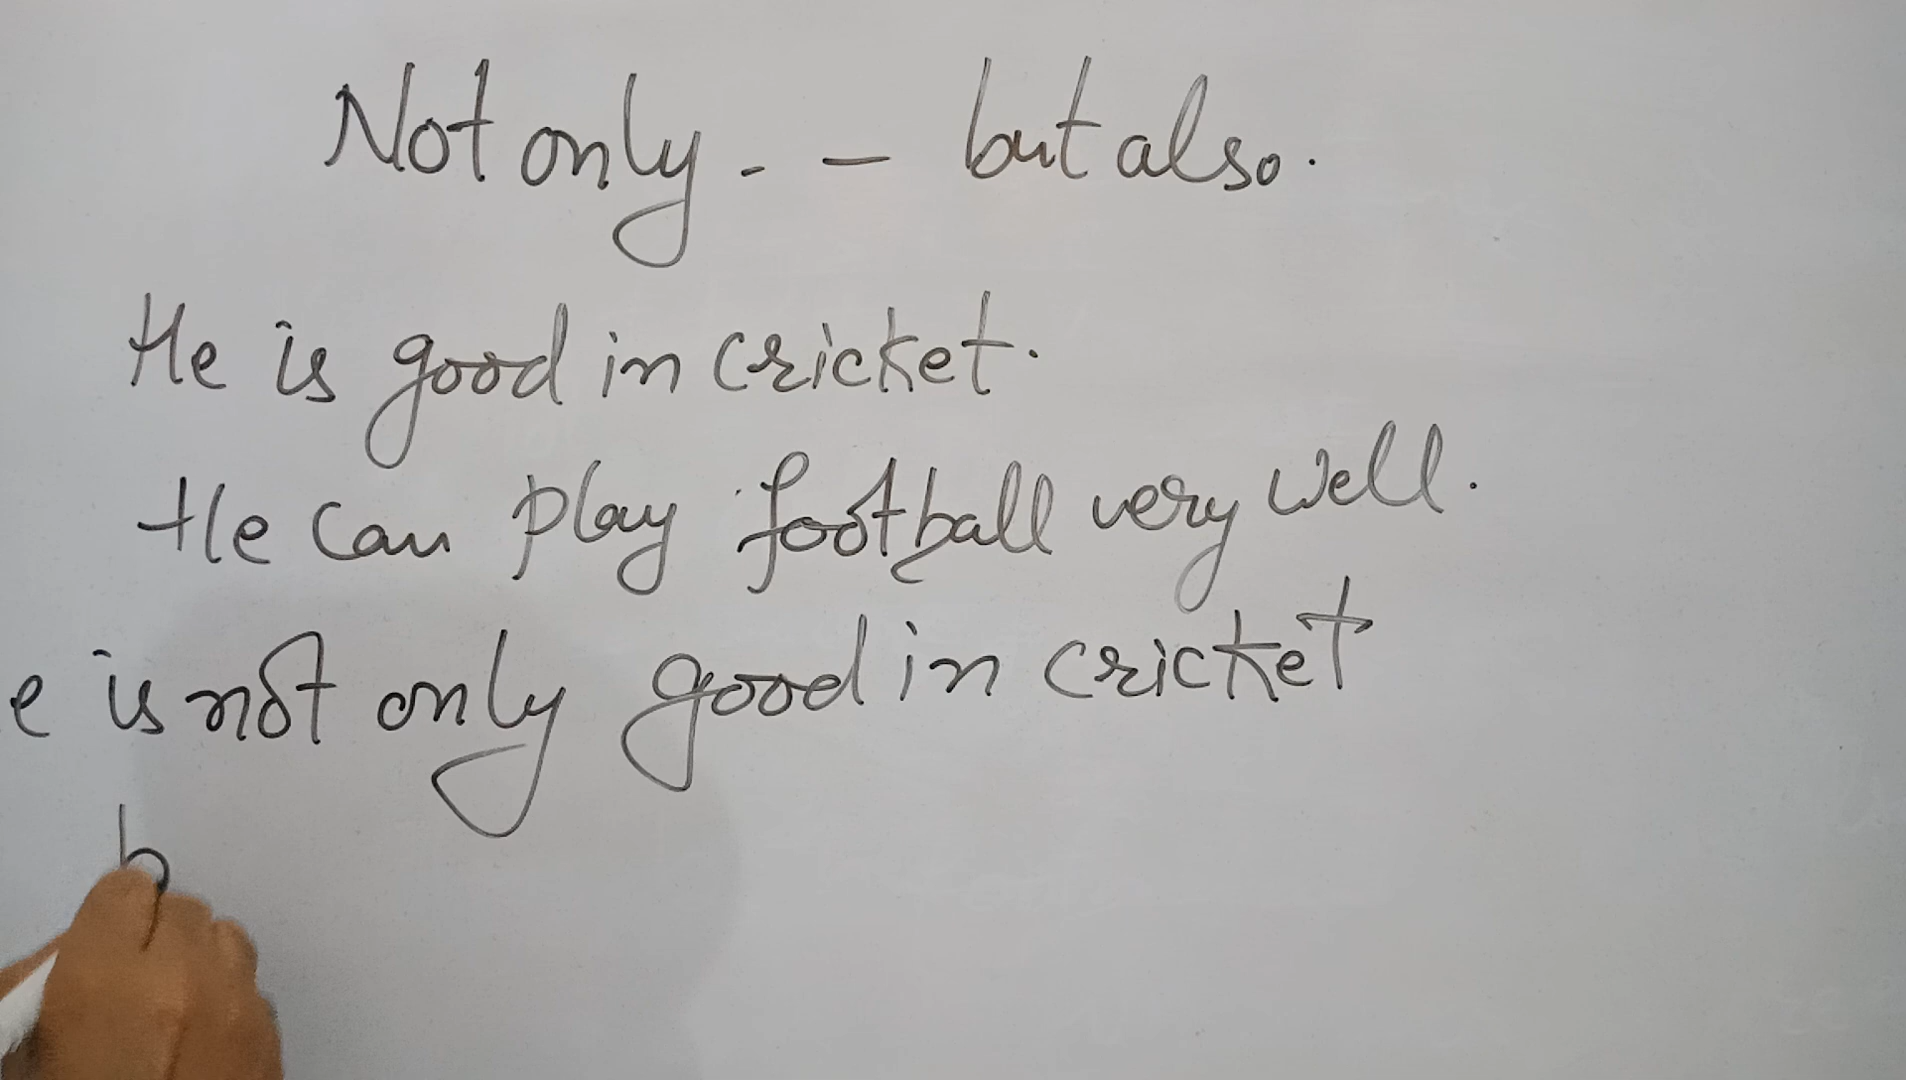 Not only. - but also.
He is good in cricket.
He can play football very well.
e is not only good in cricket
b